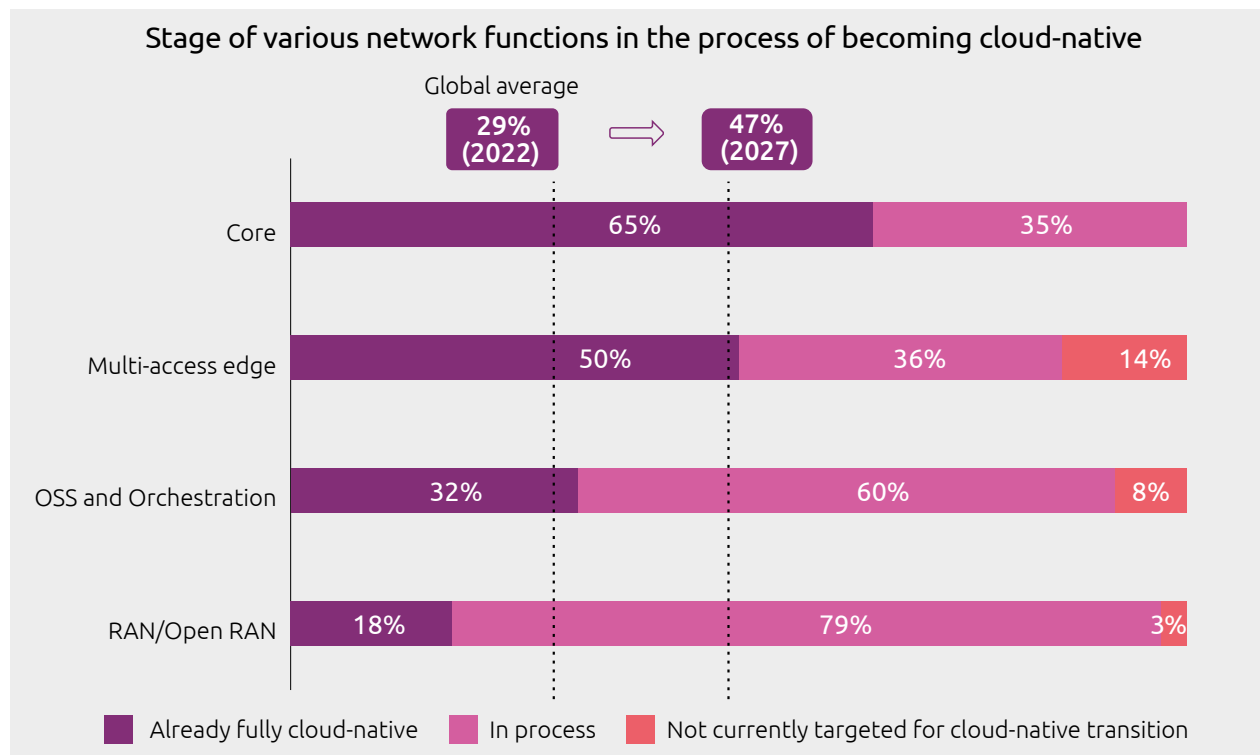 Stage of various network functions in the process of becoming cloud-native
Global average
29%
(2022)
47%
(2027)
Core
65%
35%
Multi-access edge
50%
36%
14%
OSS and Orchestration
32%
60%
8%
RAN/Open RAN
18%
79%
3%
Already fully cloud-native
In process
Not currently targeted for cloud-native transition